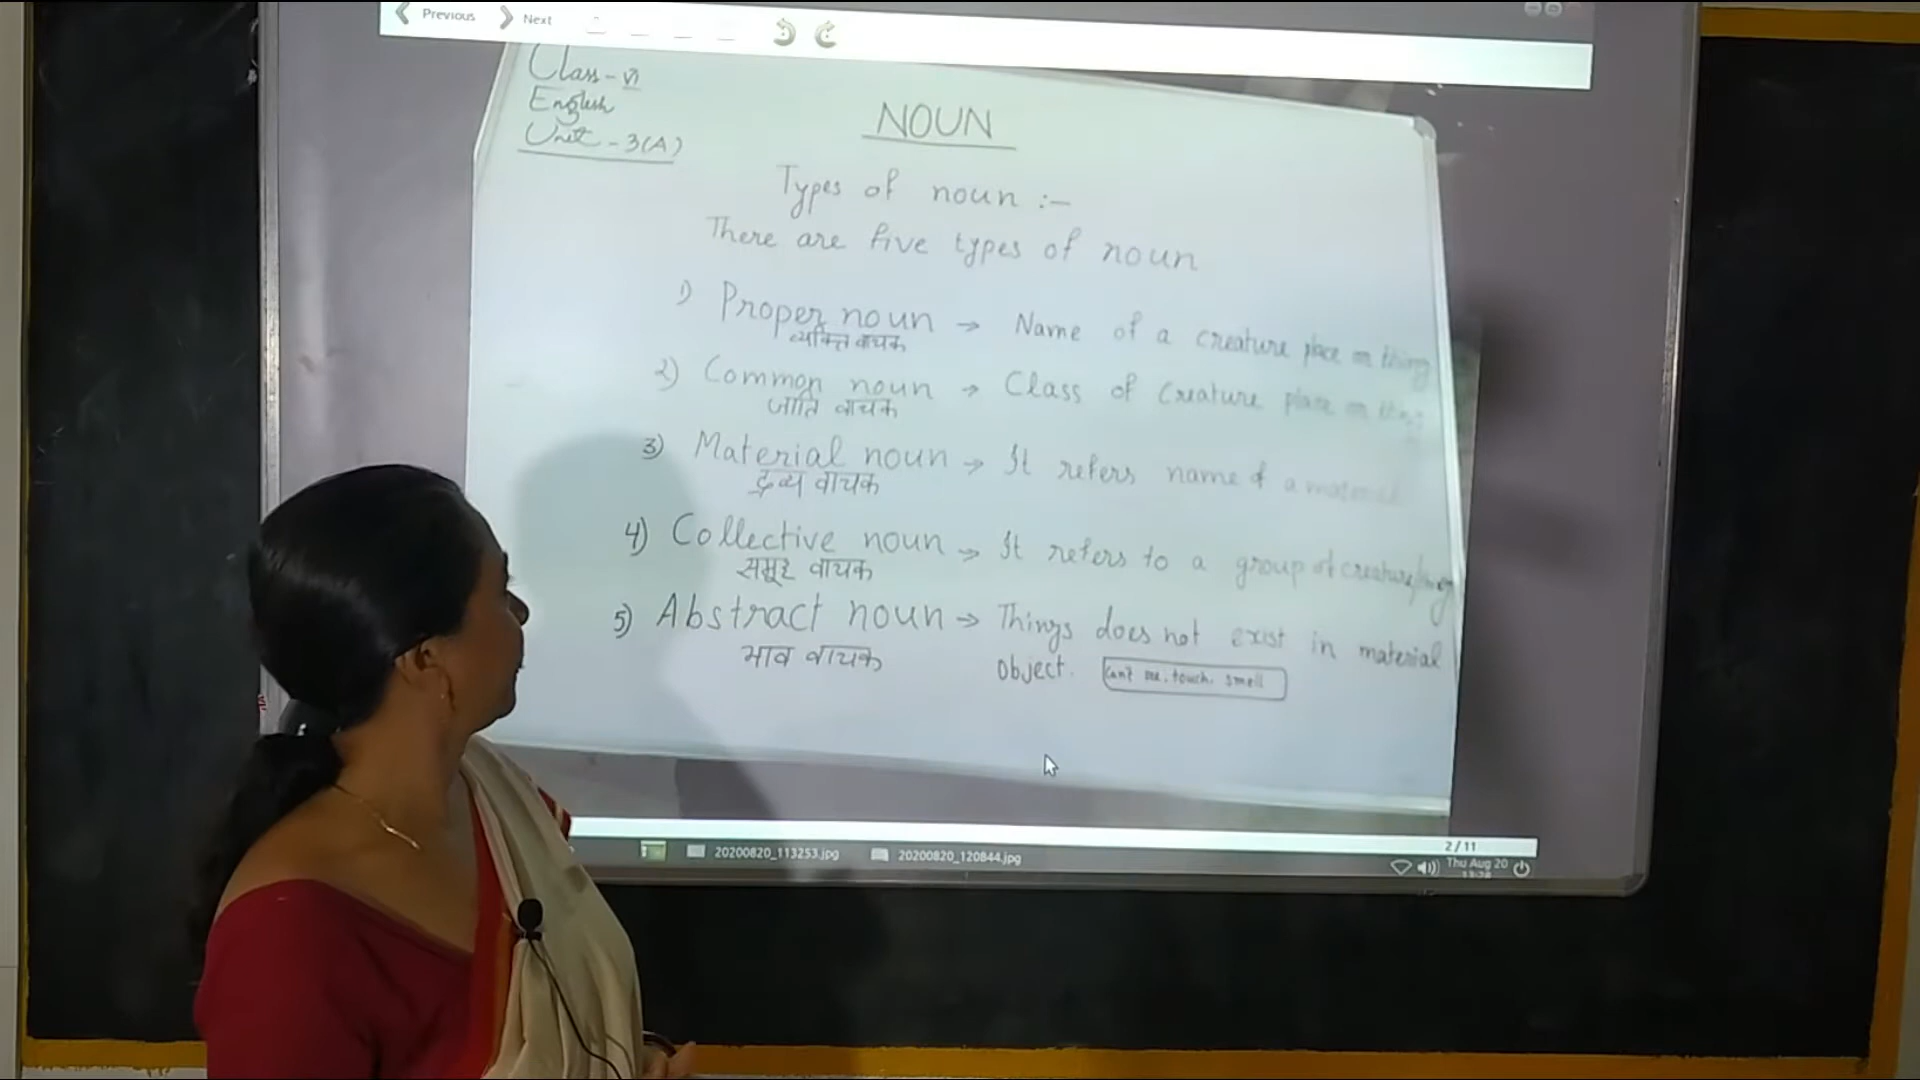 Previous Next
Class - VI
English
Unit - 3(A)
NOUN
Types of noun :-
There are five types of noun
1) Proper noun → Name of a creature place or thing
व्यक्ति वाचक
2) Common noun → Class of creature place or thing
जाति वाचक
3) Material noun → It refers name of a material
द्रव्य वाचक
4) Collective noun → It refers to a group of creature/
समूह वाचक
5) Abstract noun → Things does not exist in material
भाव वाचक
object. can't see, touch, smell
2 / 11
20200820_113253.jpg 20200820_120844.jpg
Thu Aug 20